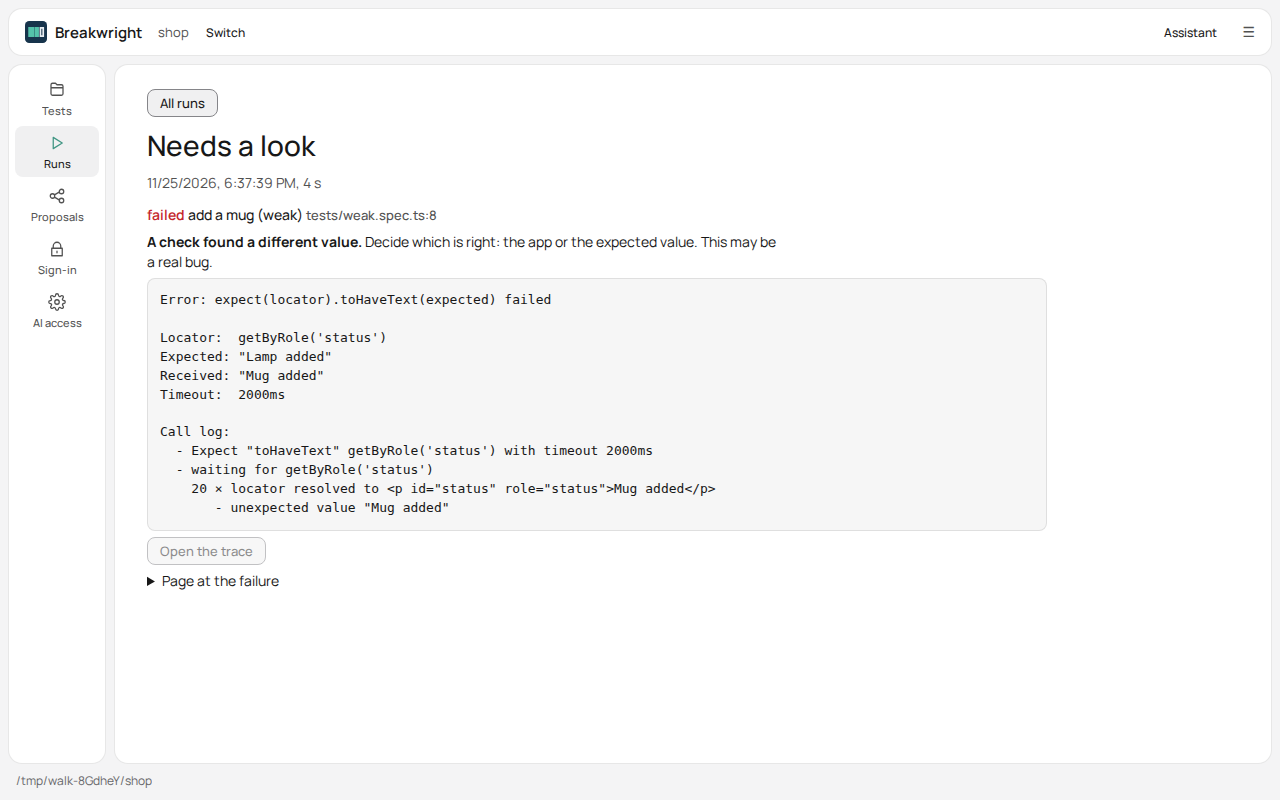 Breakwright shop Switch Assistant ☰
Tests
Runs
Proposals
Sign-in
AI access
All runs
Needs a look
11/25/2026, 6:37:39 PM, 4 s
failed add a mug (weak) tests/weak.spec.ts:8
A check found a different value. Decide which is right: the app or the expected value. This may be
a real bug.
Error: expect(locator).toHaveText(expected) failed
Locator:  getByRole('status')
Expected: "Lamp added"
Received: "Mug added"
Timeout:  2000ms
Call log:
  - Expect "toHaveText" getByRole('status') with timeout 2000ms
  - waiting for getByRole('status')
    20 × locator resolved to <p id="status" role="status">Mug added</p>
       - unexpected value "Mug added"
Open the trace
Page at the failure
/tmp/walk-8GdheY/shop